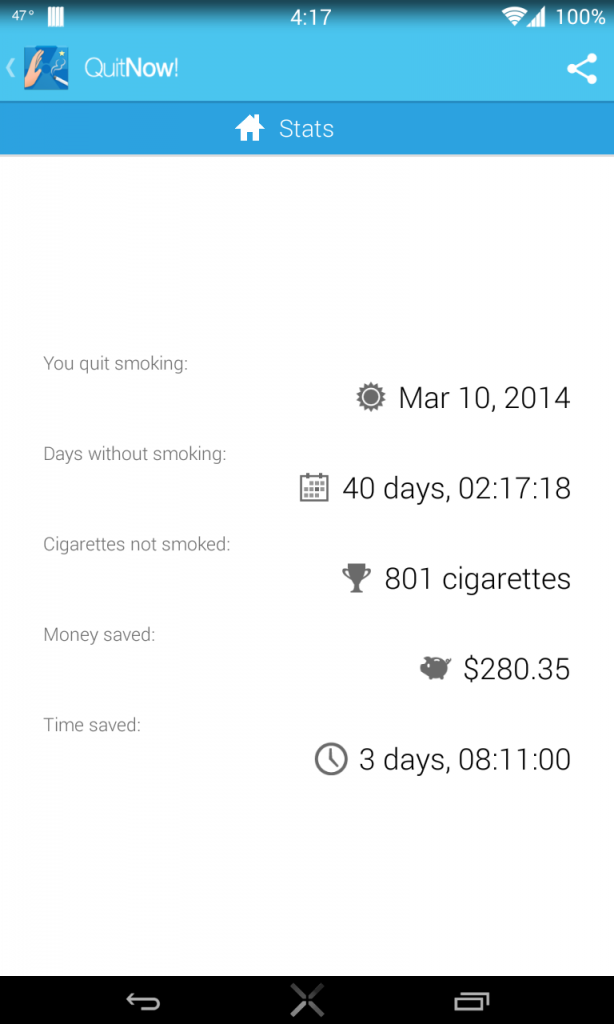 47°
4:17
100%
QuitNow!
Stats
You quit smoking:
Mar 10, 2014
Days without smoking:
40 days, 02:17:18
Cigarettes not smoked:
801 cigarettes
Money saved:
$280.35
Time saved:
3 days, 08:11:00